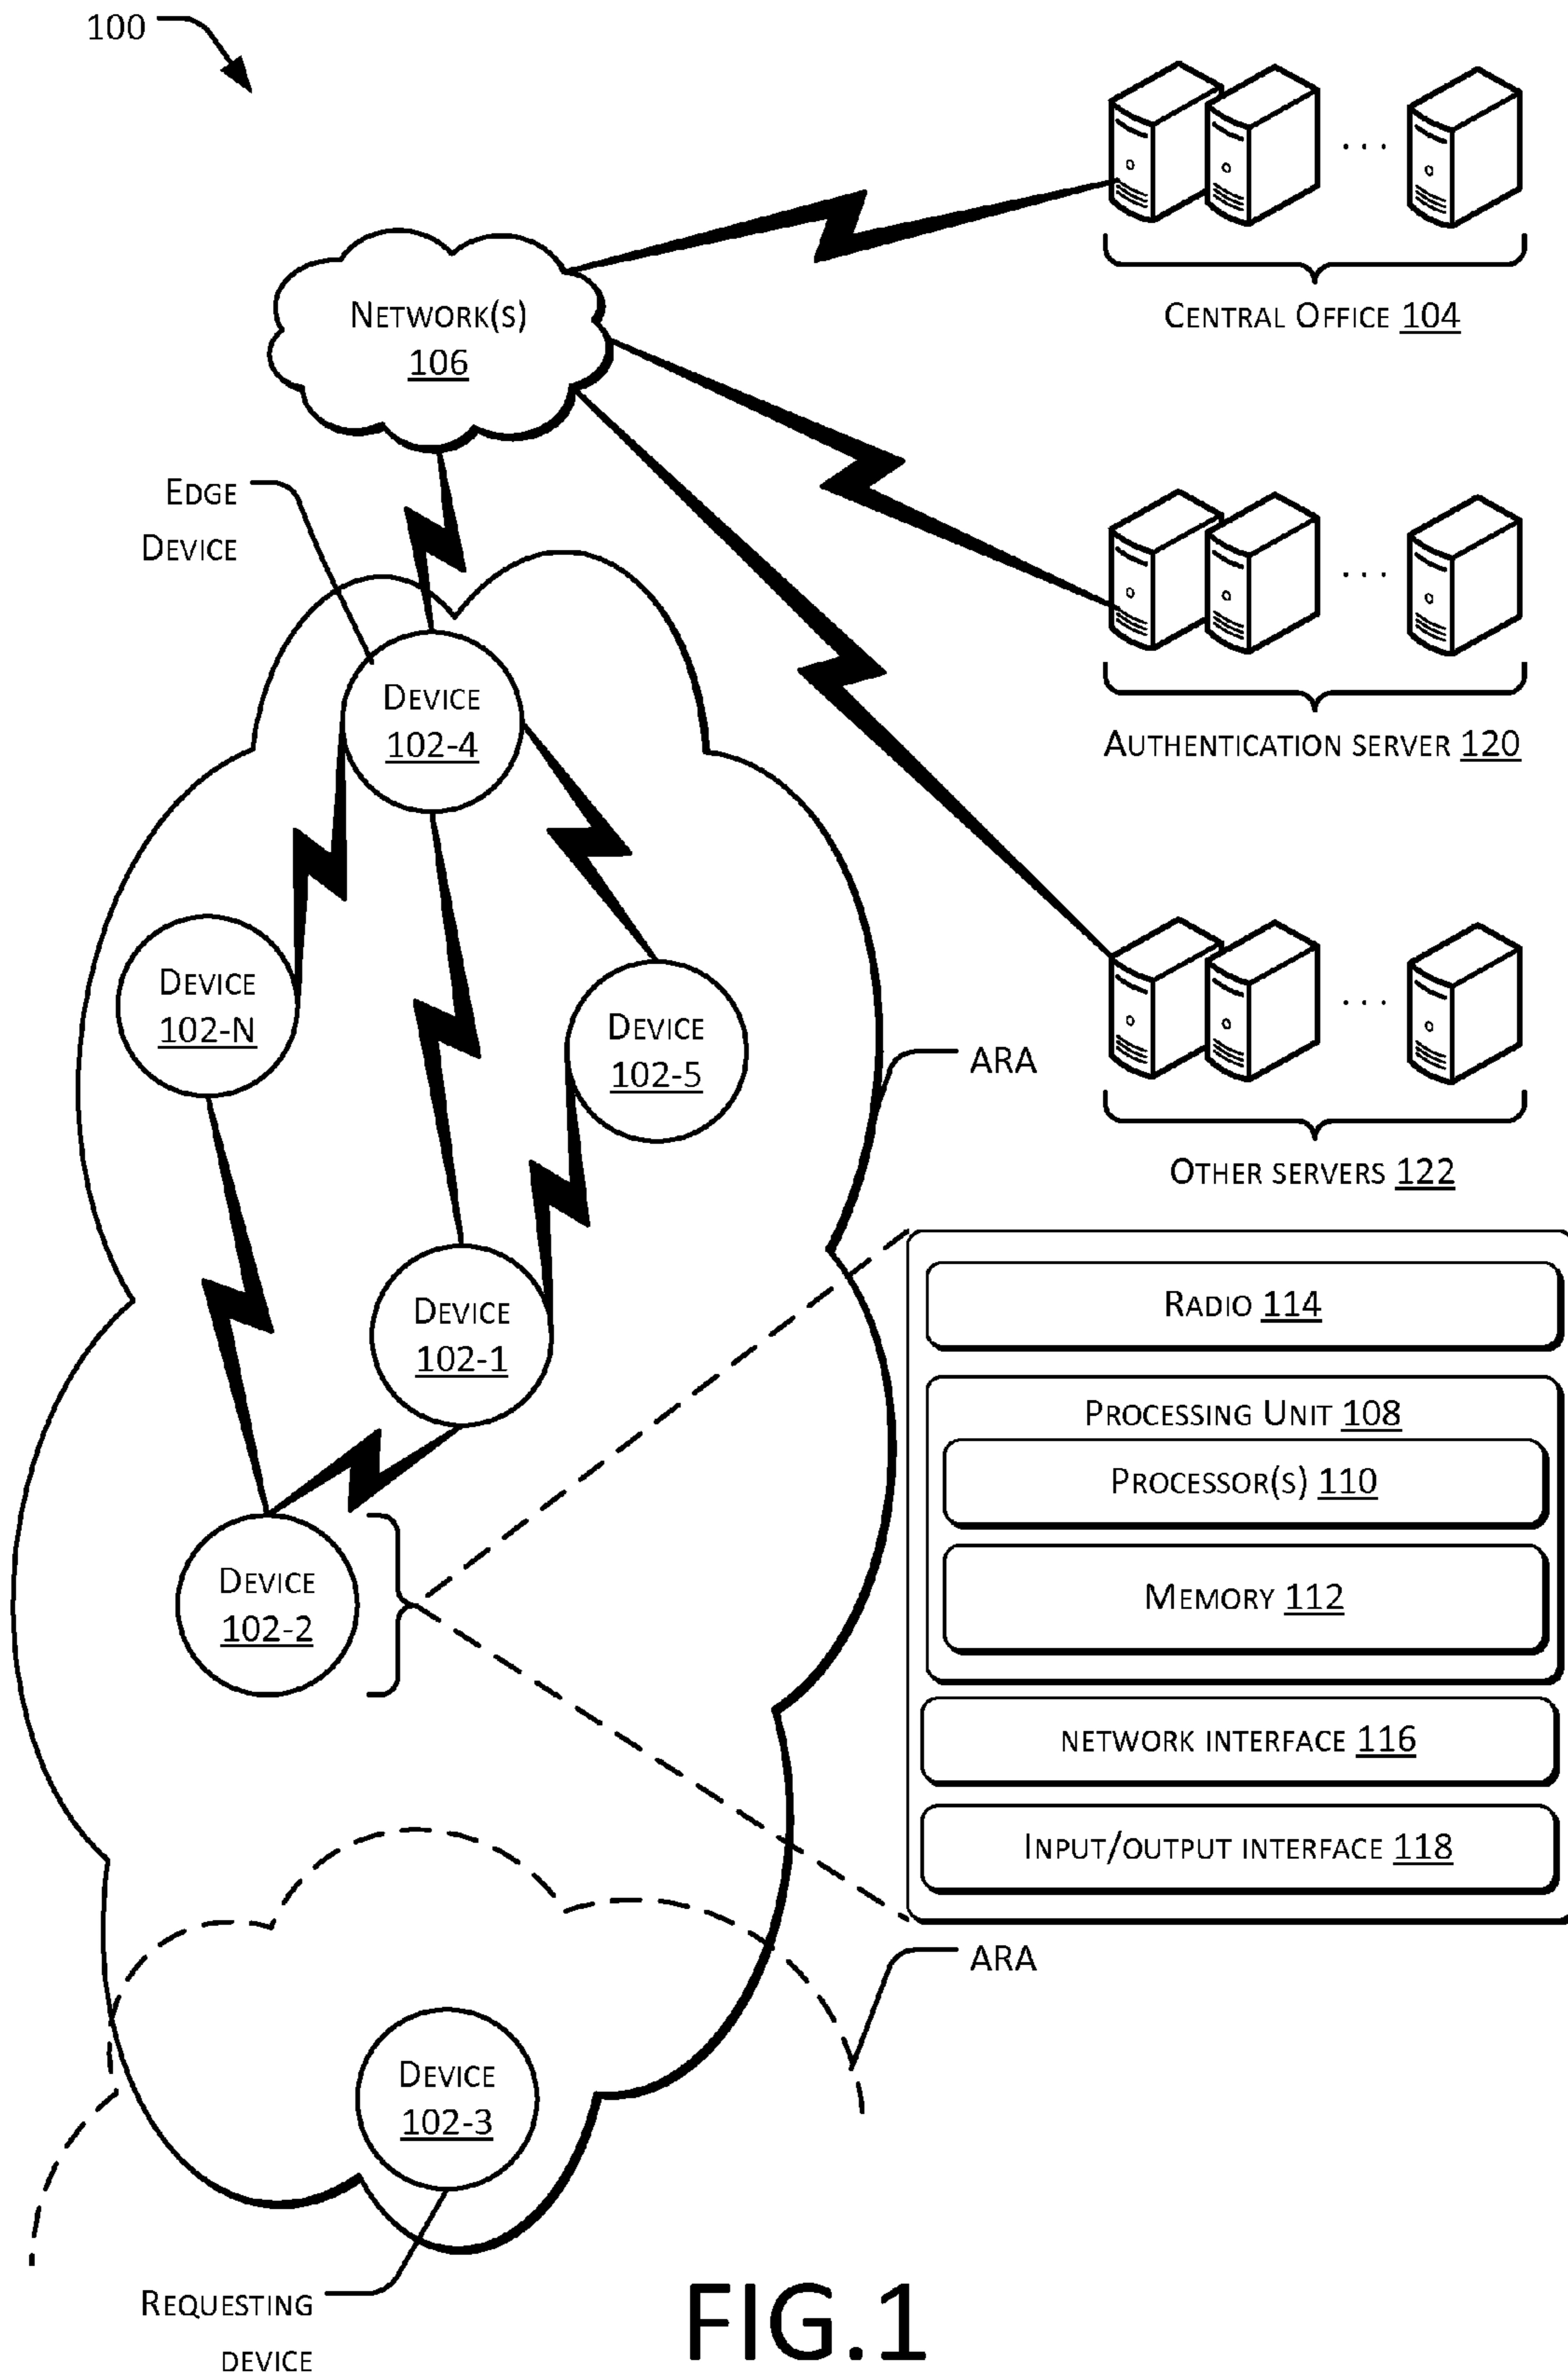 100
NETWORK(S)
106
CENTRAL OFFICE 104
EDGE
DEVICE
DEVICE
102-4
AUTHENTICATION SERVER 120
DEVICE
102-N
DEVICE
102-5
ARA
OTHER SERVERS 122
DEVICE
102-1
RADIO 114
PROCESSING UNIT 108
PROCESSOR(S) 110
MEMORY 112
DEVICE
102-2
NETWORK INTERFACE 116
INPUT/OUTPUT INTERFACE 118
ARA
DEVICE
102-3
REQUESTING
DEVICE
FIG.1